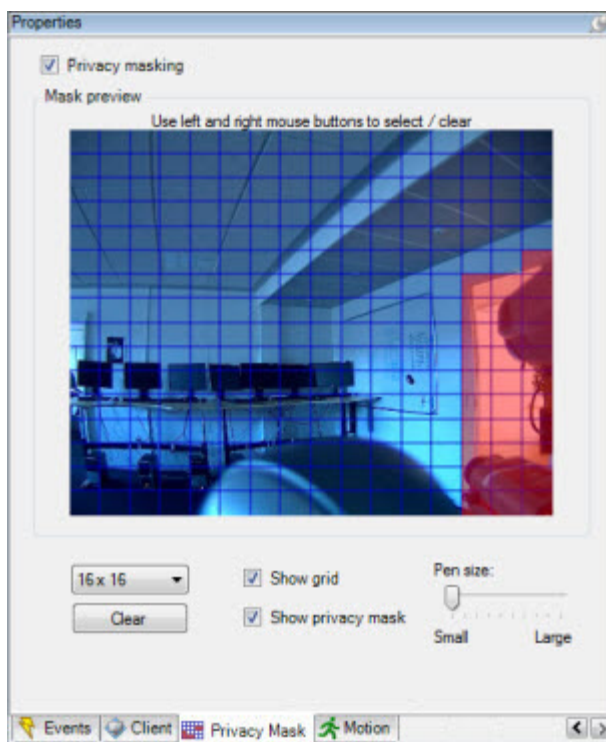 Properties
Privacy masking
Mask preview
Use left and right mouse buttons to select / clear
16 x 16
Show grid
Pen size:
Clear
Show privacy mask
Small
Large
Events
Client
Privacy Mask
Motion